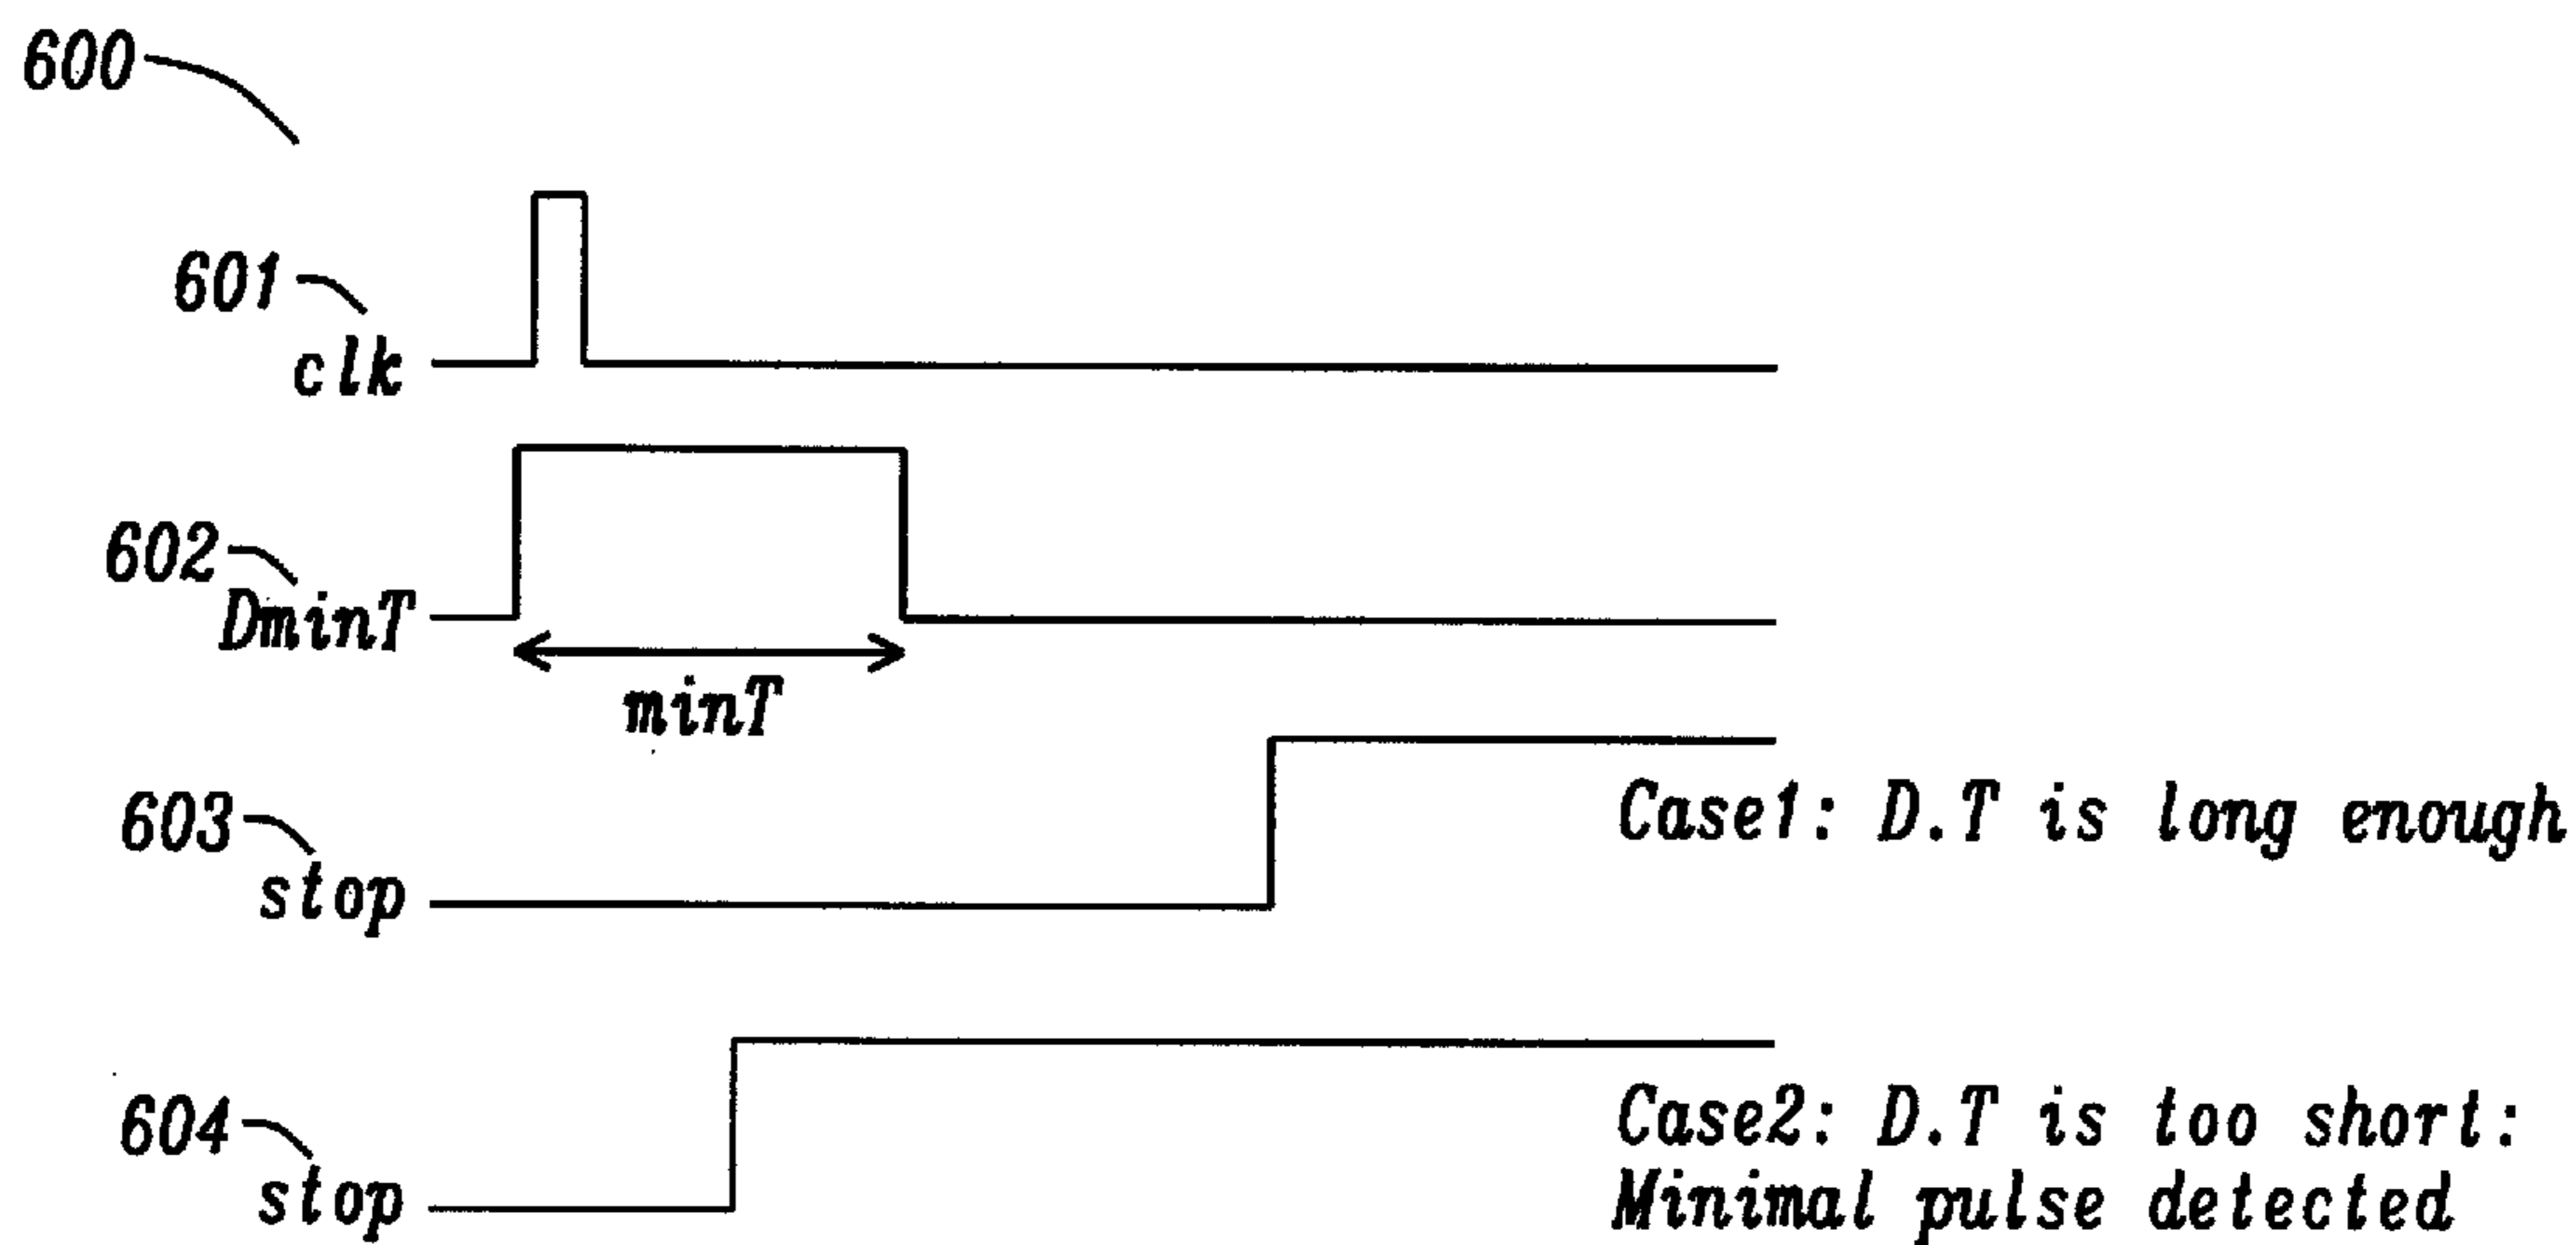 600
601
clk
602
DminT
minT
603
stop
Case1: D.T is long enough
604
stop
Case2: D.T is too short:
Minimal pulse detected